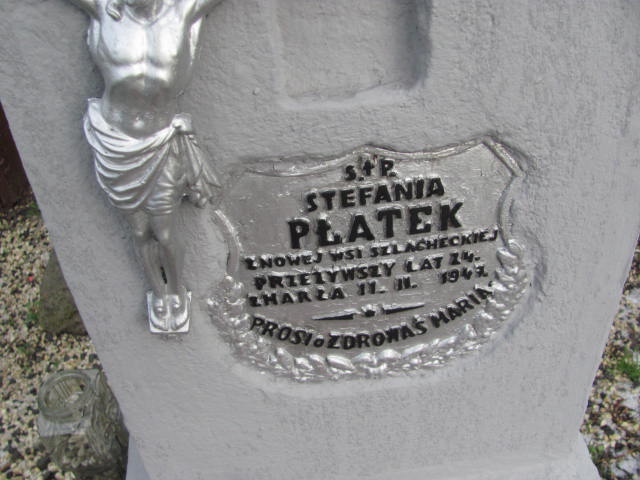 S.†P.
STEFANIA
PŁATEK
Z NOWEJ WSI SZLACHECKIEJ
PRZEŻYWSZY LAT 24.
ZMARŁA 11. II. 1947.
PROSI o ZDROWAŚ MARIA.